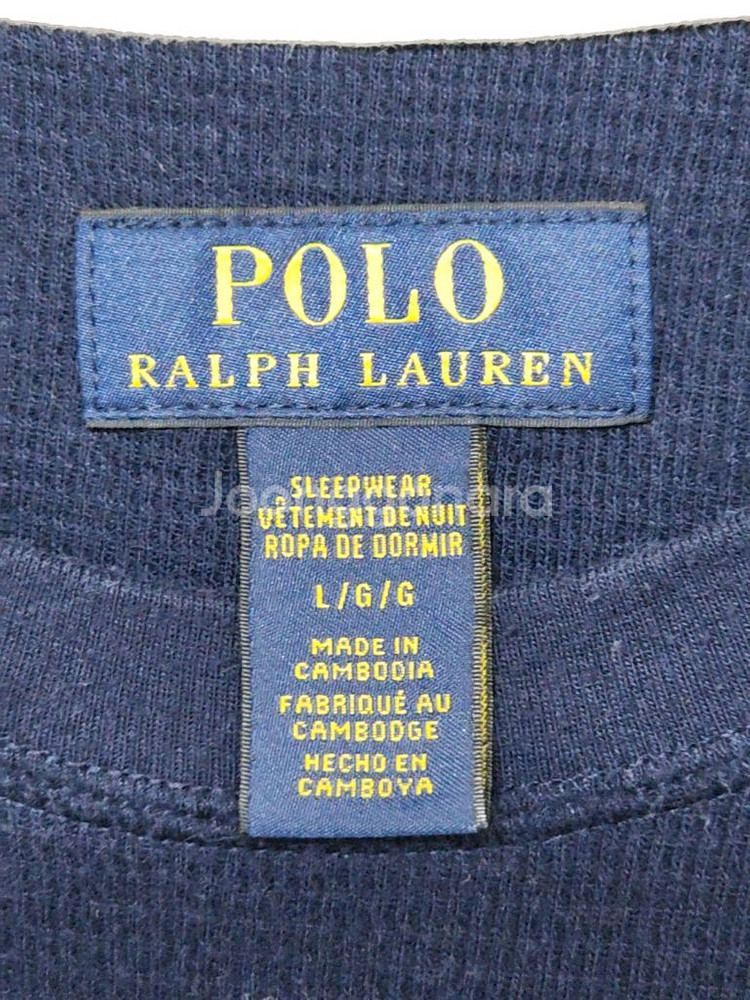 POLO
RALPH LAUREN
SLEEPWEAR
VÊTEMENT DE NUIT
ROPA DE DORMIR
L/G/G
MADE IN
CAMBODIA
FABRIQUÉ AU
CAMBODGE
HECHO EN
CAMBOYA